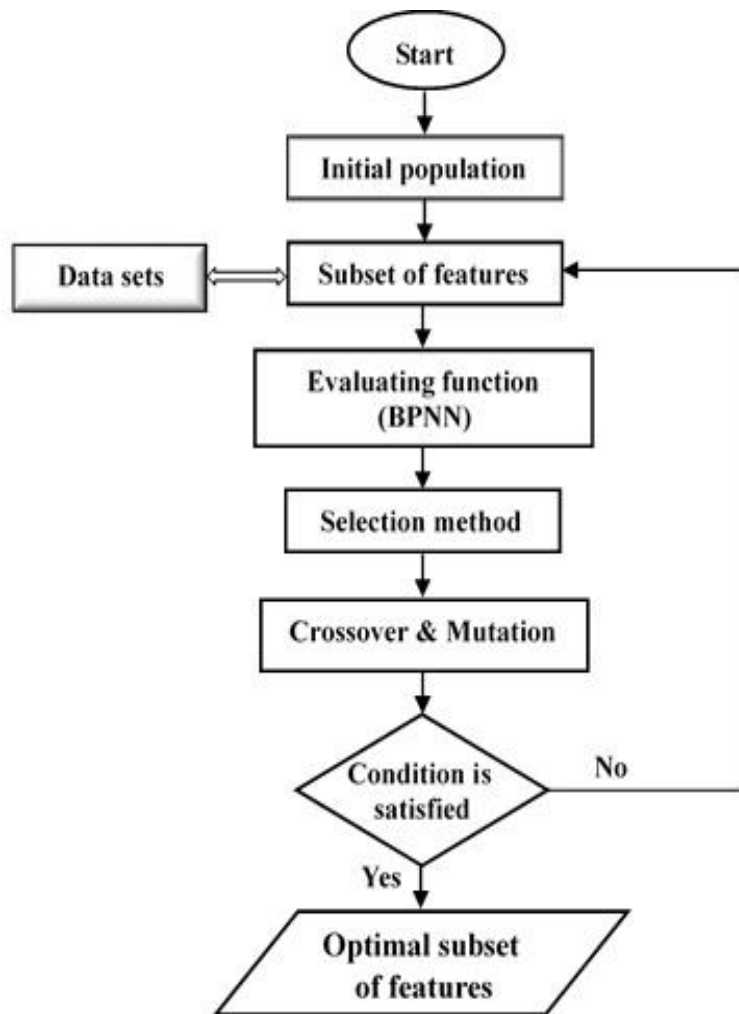 Start
Initial population
Data sets
Subset of features
Evaluating function
(BPNN)
Selection method
Crossover & Mutation
Condition is
satisfied
No
Yes
Optimal subset
of features